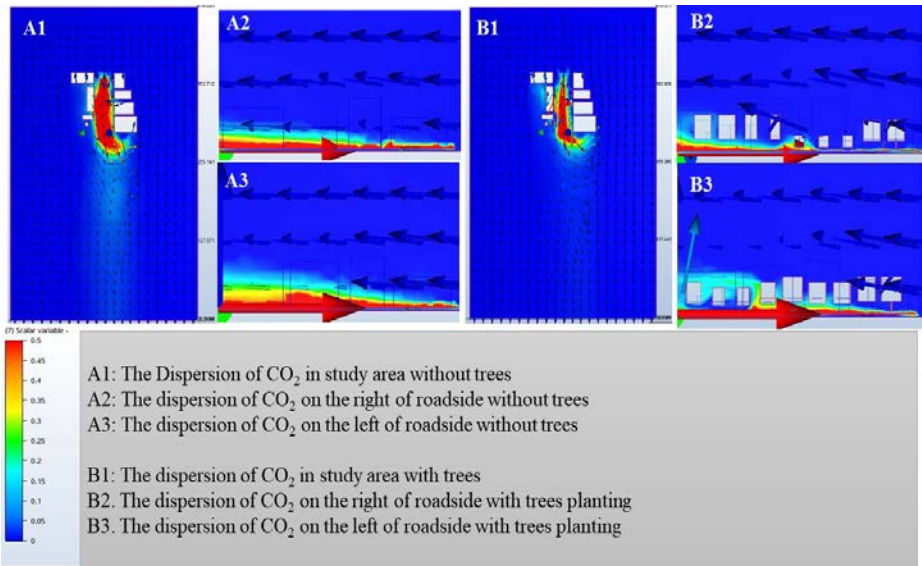 A1
A2
B1
B2
A3
B3
(7) Scalar variable
0.5
0.45
0.4
0.35
0.3
0.25
0.2
0.15
0.1
0.05
0
A1: The Dispersion of CO₂ in study area without trees
A2: The dispersion of CO₂ on the right of roadside without trees
A3: The dispersion of CO₂ on the left of roadside without trees
B1: The dispersion of CO₂ in study area with trees
B2. The dispersion of CO₂ on the right of roadside with trees planting
B3: The dispersion of CO₂ on the left of roadside with trees planting